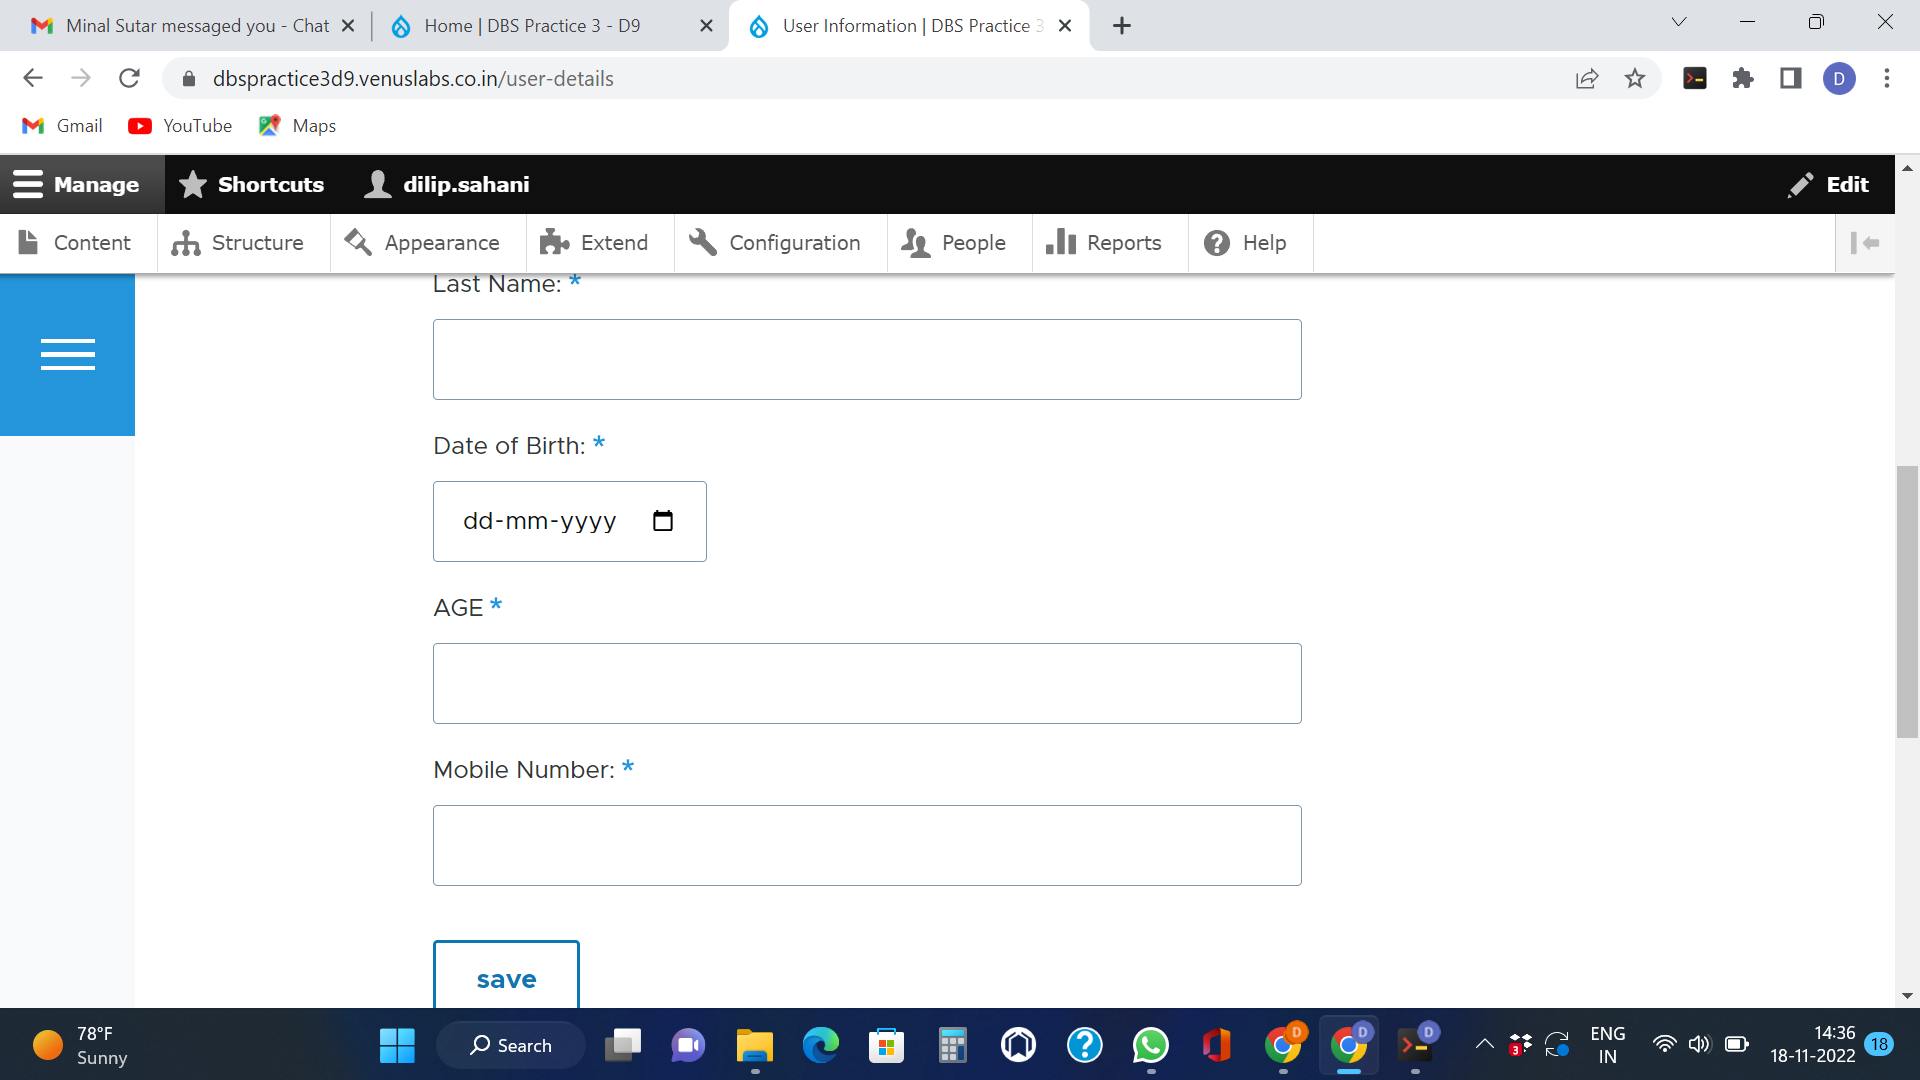 Minal Sutar messaged you - Chat
Home | DBS Practice 3 - D9
User Information | DBS Practice 3
dbspractice3d9.venuslabs.co.in/user-details
D
Gmail
YouTube
Maps
Manage
Shortcuts
dilip.sahani
Edit
Content
Structure
Appearance
Extend
Configuration
People
Reports
Help
Last Name: *
Date of Birth: *
dd-mm-yyyy
AGE *
Mobile Number: *
save
78°F
Sunny
Search
D
D
D
3
ENG
IN
14:36
18-11-2022
18